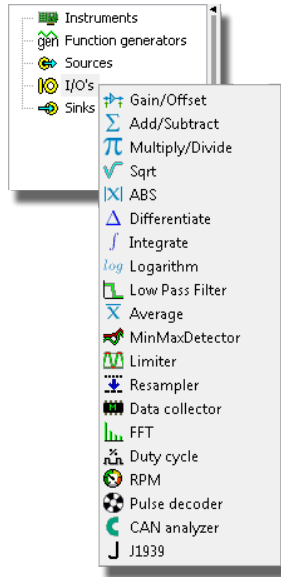 Instruments
gen Function generators
Sources
I/O's
Sinks
Gain/Offset
Add/Subtract
Multiply/Divide
Sqrt
|X| ABS
Differentiate
Integrate
log Logarithm
Low Pass Filter
Average
MinMaxDetector
Limiter
Resampler
Data collector
FFT
Duty cycle
RPM
Pulse decoder
CAN analyzer
J J1939